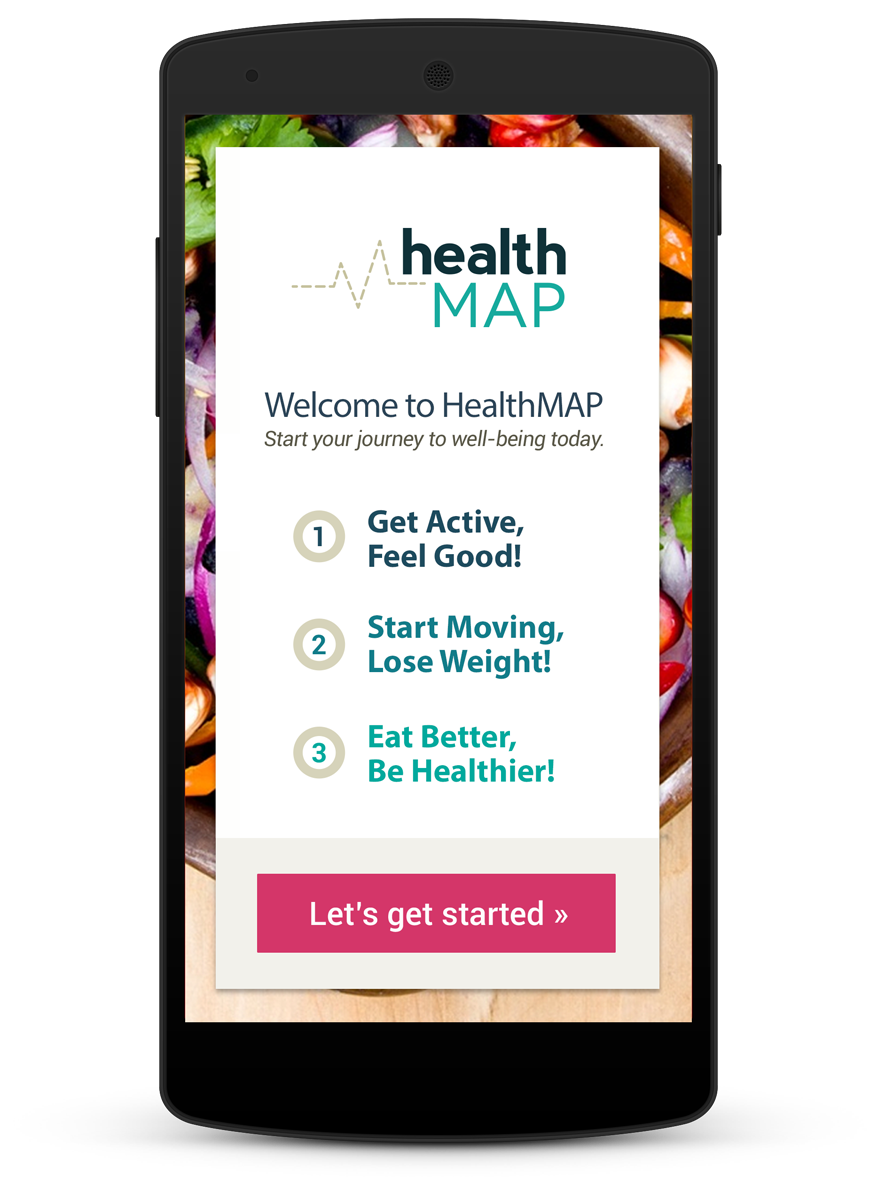 health
MAP
Welcome to HealthMAP
Start your journey to well-being today.
1
Get Active,
Feel Good!
2
Start Moving,
Lose Weight!
3
Eat Better,
Be Healthier!
Let's get started »